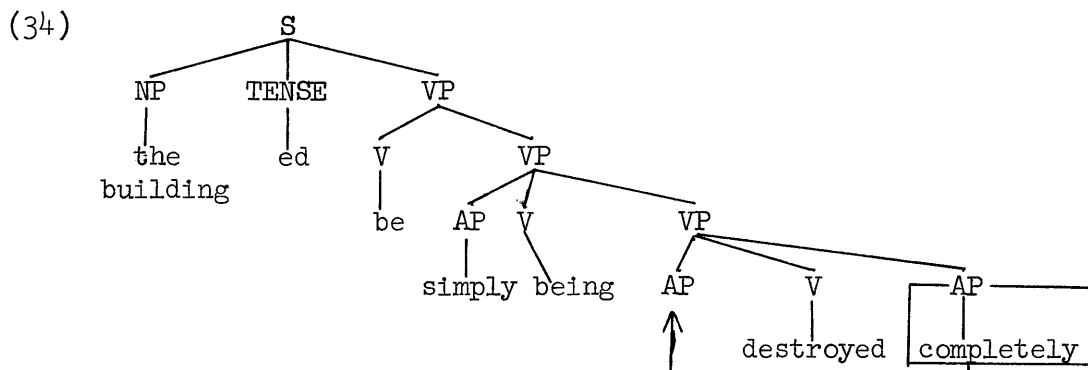 (34)
S
NP TENSE VP
the building ed V VP
be AP V VP
simply being AP V AP
destroyed completely